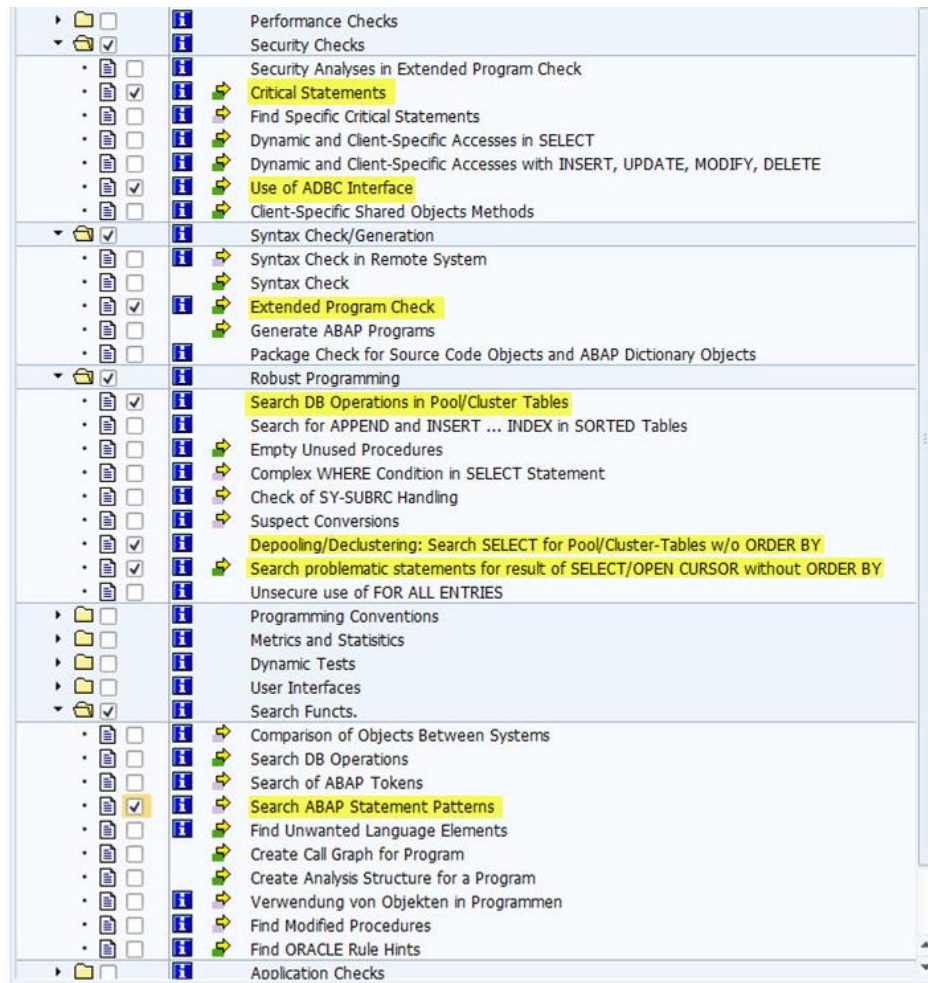 Performance Checks
Security Checks
Security Analyses in Extended Program Check
Critical Statements
Find Specific Critical Statements
Dynamic and Client-Specific Accesses in SELECT
Dynamic and Client-Specific Accesses with INSERT, UPDATE, MODIFY, DELETE
Use of ADBC Interface
Client-Specific Shared Objects Methods
Syntax Check/Generation
Syntax Check in Remote System
Syntax Check
Extended Program Check
Generate ABAP Programs
Package Check for Source Code Objects and ABAP Dictionary Objects
Robust Programming
Search DB Operations in Pool/Cluster Tables
Search for APPEND and INSERT ... INDEX in SORTED Tables
Empty Unused Procedures
Complex WHERE Condition in SELECT Statement
Check of SY-SUBRC Handling
Suspect Conversions
Depooling/Declustering: Search SELECT for Pool/Cluster-Tables w/o ORDER BY
Search problematic statements for result of SELECT/OPEN CURSOR without ORDER BY
Unsecure use of FOR ALL ENTRIES
Programming Conventions
Metrics and Statisitics
Dynamic Tests
User Interfaces
Search Functs.
Comparison of Objects Between Systems
Search DB Operations
Search of ABAP Tokens
Search ABAP Statement Patterns
Find Unwanted Language Elements
Create Call Graph for Program
Create Analysis Structure for a Program
Verwendung von Objekten in Programmen
Find Modified Procedures
Find ORACLE Rule Hints
Application Checks